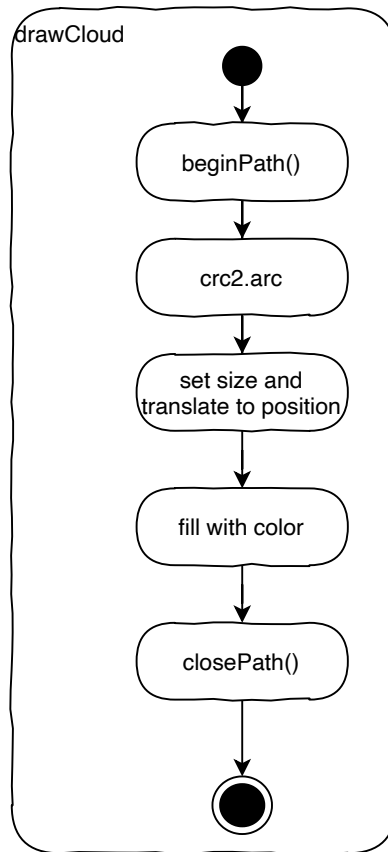 drawCloud
beginPath()
crc2.arc
set size and
translate to position
fill with color
closePath()